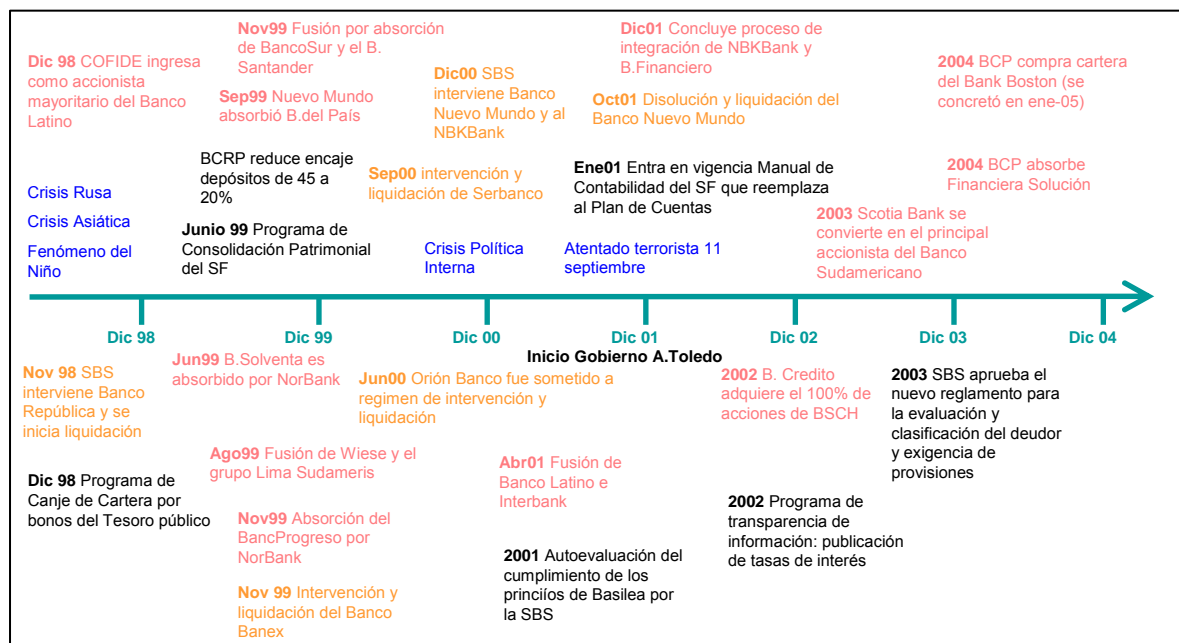 Dic 98 COFIDE ingresa
como accionista
mayoritario del Banco
Latino
Nov99 Fusión por absorción
de BancoSur y el B.
Santander
Sep99 Nuevo Mundo
absorbió B.del País
Dic00 SBS
interviene Banco
Nuevo Mundo y al
NBKBank
Dic01 Concluye proceso de
integración de NBKBank y
B.Financiero
Oct01 Disolución y liquidación del
Banco Nuevo Mundo
2004 BCP compra cartera
del Bank Boston (se
concretó en ene-05)
BCRP reduce encaje
depósitos de 45 a
20%
Sep00 intervención y
liquidación de Serbanco
Ene01 Entra en vigencia Manual de
Contabilidad del SF que reemplaza
al Plan de Cuentas
2004 BCP absorbe
Financiera Solución
Crisis Rusa
Crisis Asiática
Fenómeno del
Niño
Junio 99 Programa de
Consolidación Patrimonial
del SF
Crisis Política
Interna
Atentado terrorista 11
septiembre
2003 Scotia Bank se
convierte en el principal
accionista del Banco
Sudamericano
Dic 98
Dic 99
Dic 00
Dic 01
Dic 02
Dic 03
Dic 04
Inicio Gobierno A.Toledo
Nov 98 SBS
interviene Banco
República y se
inicia liquidación
Jun99 B.Solventa es
absorbido por NorBank
Jun00 Orión Banco fue sometido a
regimen de intervención y
liquidación
2002 B. Credito
adquiere el 100% de
acciones de BSCH
2003 SBS aprueba el
nuevo reglamento para
la evaluación y
clasificación del deudor
y exigencia de
provisiones
Dic 98 Programa de
Canje de Cartera por
bonos del Tesoro público
Ago99 Fusión de Wiese y el
grupo Lima Sudameris
Abr01 Fusión de
Banco Latino e
Interbank
2002 Programa de
transparencia de
información: publicación
de tasas de interés
Nov99 Absorción del
BancProgreso por
NorBank
2001 Autoevaluación del
cumplimiento de los
princiíos de Basilea por
la SBS
Nov 99 Intervención y
liquidación del Banco
Banex